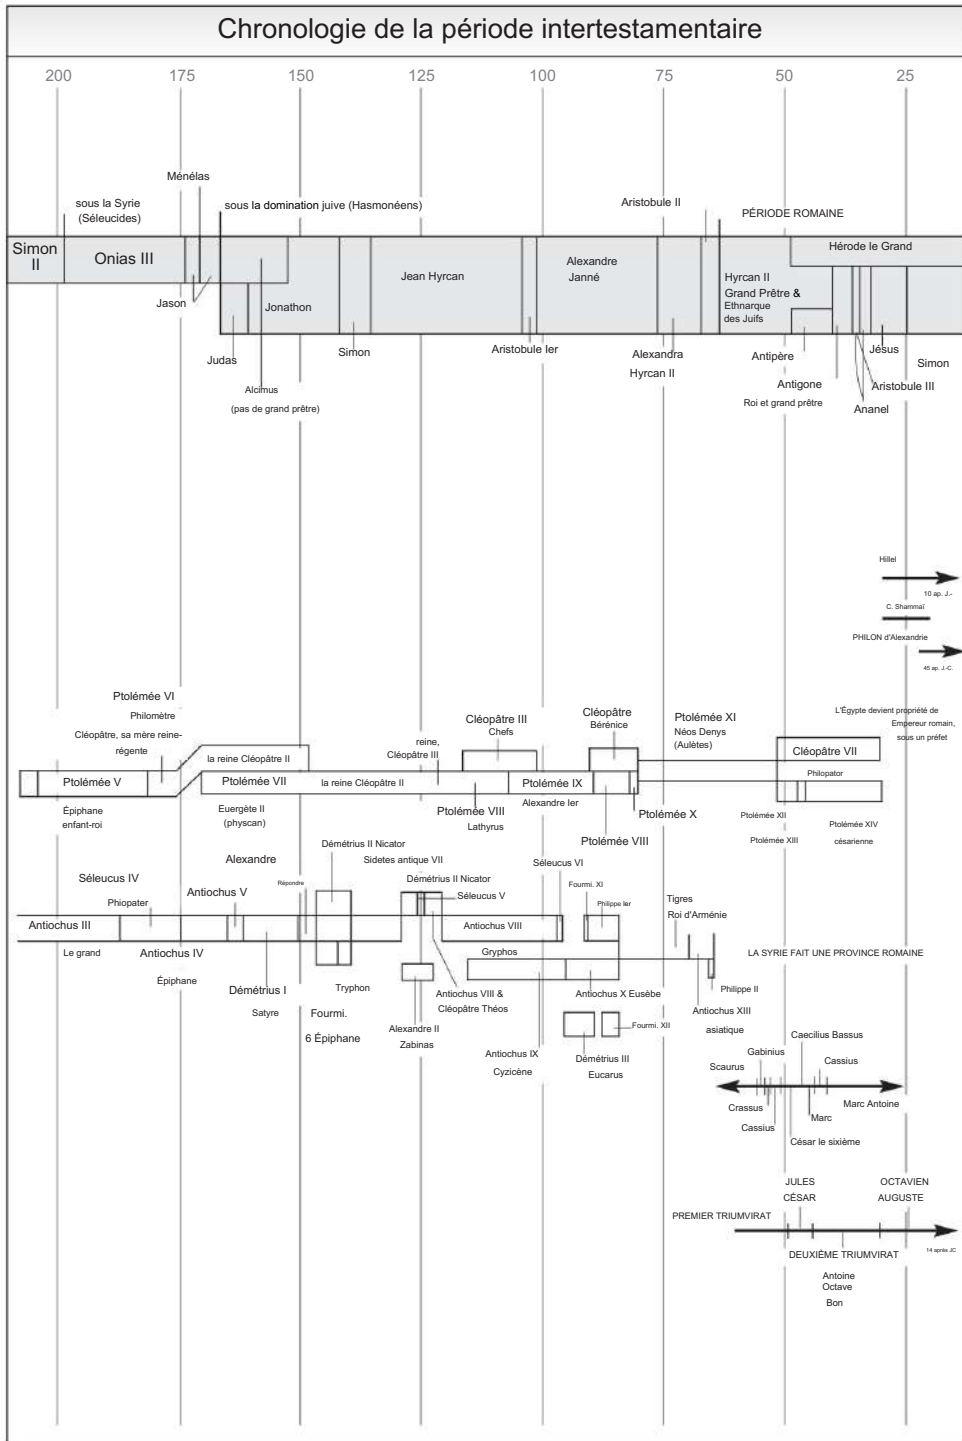 Chronologie de la période intertestamentaire
200 175 150 125 100 75 50 25
Ménélas
sous la Syrie
(Séleucides)
sous la domination juive (Hasmonéens)
Aristobule II
PÉRIODE ROMAINE
Simon
II
Onias III
Jason
Judas
Jonathon
Alcimus
(pas de grand prêtre)
Simon
Jean Hyrcan
Aristobule Ier
Alexandre
Janné
Alexandra
Hyrcan II
Hyrcan II
Grand Prêtre &
Ethnarque
des Juifs
Hérode le Grand
Antipère
Antigone
Roi et grand prêtre
Jésus
Aristobule III
Ananel
Simon
Hillel
10 ap. J.-
C. Shammaï
PHILON d'Alexandrie
45 ap. J.-C.
Ptolémée VI
Philomètre
Cléopâtre, sa mère reine-
régente
la reine Cléopâtre II
Ptolémée V
Épiphane
enfant-roi
Ptolémée VII
Euergète II
(physcan)
la reine Cléopâtre II
reine,
Cléopâtre III
Cléopâtre III
Chefs
Ptolémée VIII
Lathyrus
Ptolémée IX
Alexandre Ier
Cléopâtre
Bérénice
Ptolémée VIII
Ptolémée X
Ptolémée XI
Néos Denys
(Aulètes)
L'Égypte devient propriété de
Empereur romain,
sous un préfet
Cléopâtre VII
Philopator
Ptolémée XII
Ptolémée XIII
Ptolémée XIV
césarienne
Séleucus IV
Phiopater
Antiochus III
Le grand
Antiochus IV
Épiphane
Antiochus V
Alexandre
Répondre
Démétrius I
Satyre
Démétrius II Nicator
Sidetes antique VII
Démétrius II Nicator
Séleucus V
Tryphon
Fourmi.
6 Épiphane
Alexandre II
Zabinas
Antiochus VIII &
Cléopâtre Théos
Antiochus VIII
Gryphos
Séleucus VI
Fourmi. XI
Philippe Ier
Antiochus X Eusèbe
Antiochus IX
Cyzicène
Démétrius III
Eucarus
Fourmi. XII
Tigres
Roi d'Arménie
Philippe II
Antiochus XIII
asiatique
LA SYRIE FAIT UNE PROVINCE ROMAINE
Caecilius Bassus
Gabinius
Scaurus
Cassius
Crassus
Cassius
Marc
Marc Antoine
César le sixième
JULES
CÉSAR
OCTAVIEN
AUGUSTE
PREMIER TRIUMVIRAT
14 après JC
DEUXIÈME TRIUMVIRAT
Antoine
Octave
Bon